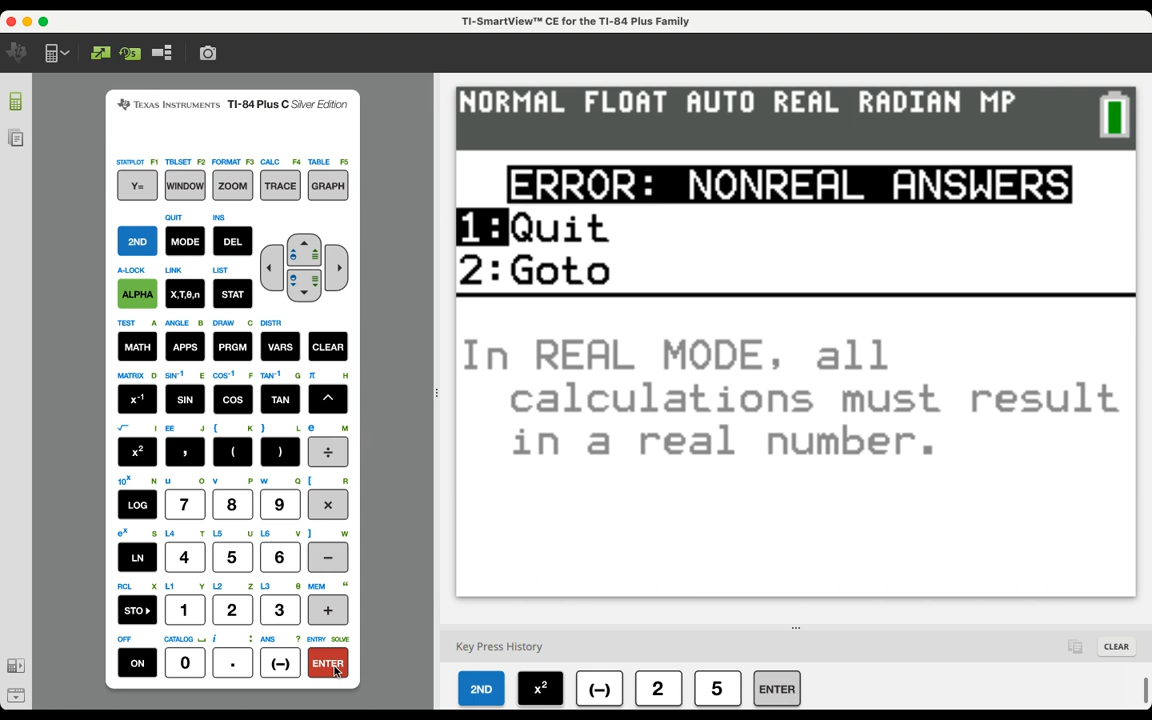 TI-SmartView™ CE for the TI-84 Plus Family
TEXAS INSTRUMENTS TI-84 Plus C Silver Edition
STATPLOT F1 TBLSET F2 FORMAT F3 CALC F4 TABLE F5
Y= WINDOW ZOOM TRACE GRAPH
QUIT INS
2ND MODE DEL
A-LOCK LINK LIST
ALPHA X,T,θ,n STAT
TEST A ANGLE B DRAW C DISTR
MATH APPS PRGM VARS CLEAR
MATRIX D SIN⁻¹ E COS⁻¹ F TAN⁻¹ G π H
x⁻¹ SIN COS TAN ^
√ I EE J { K } L e M
x² , ( ) ÷
10ˣ N u O v P w Q [ R
LOG 7 8 9 ×
eˣ S L4 T L5 U L6 V ] W
LN 4 5 6 −
RCL X L1 Y L2 Z L3 θ MEM “
STO▸ 1 2 3 +
OFF CATALOG ⎵ i : ANS ? ENTRY SOLVE
ON 0 . (−) ENTER
NORMAL FLOAT AUTO REAL RADIAN MP
ERROR: NONREAL ANSWERS
1:Quit
2:Goto
In REAL MODE, all
calculations must result
in a real number.
Key Press History
CLEAR
2ND x² (−) 2 5 ENTER